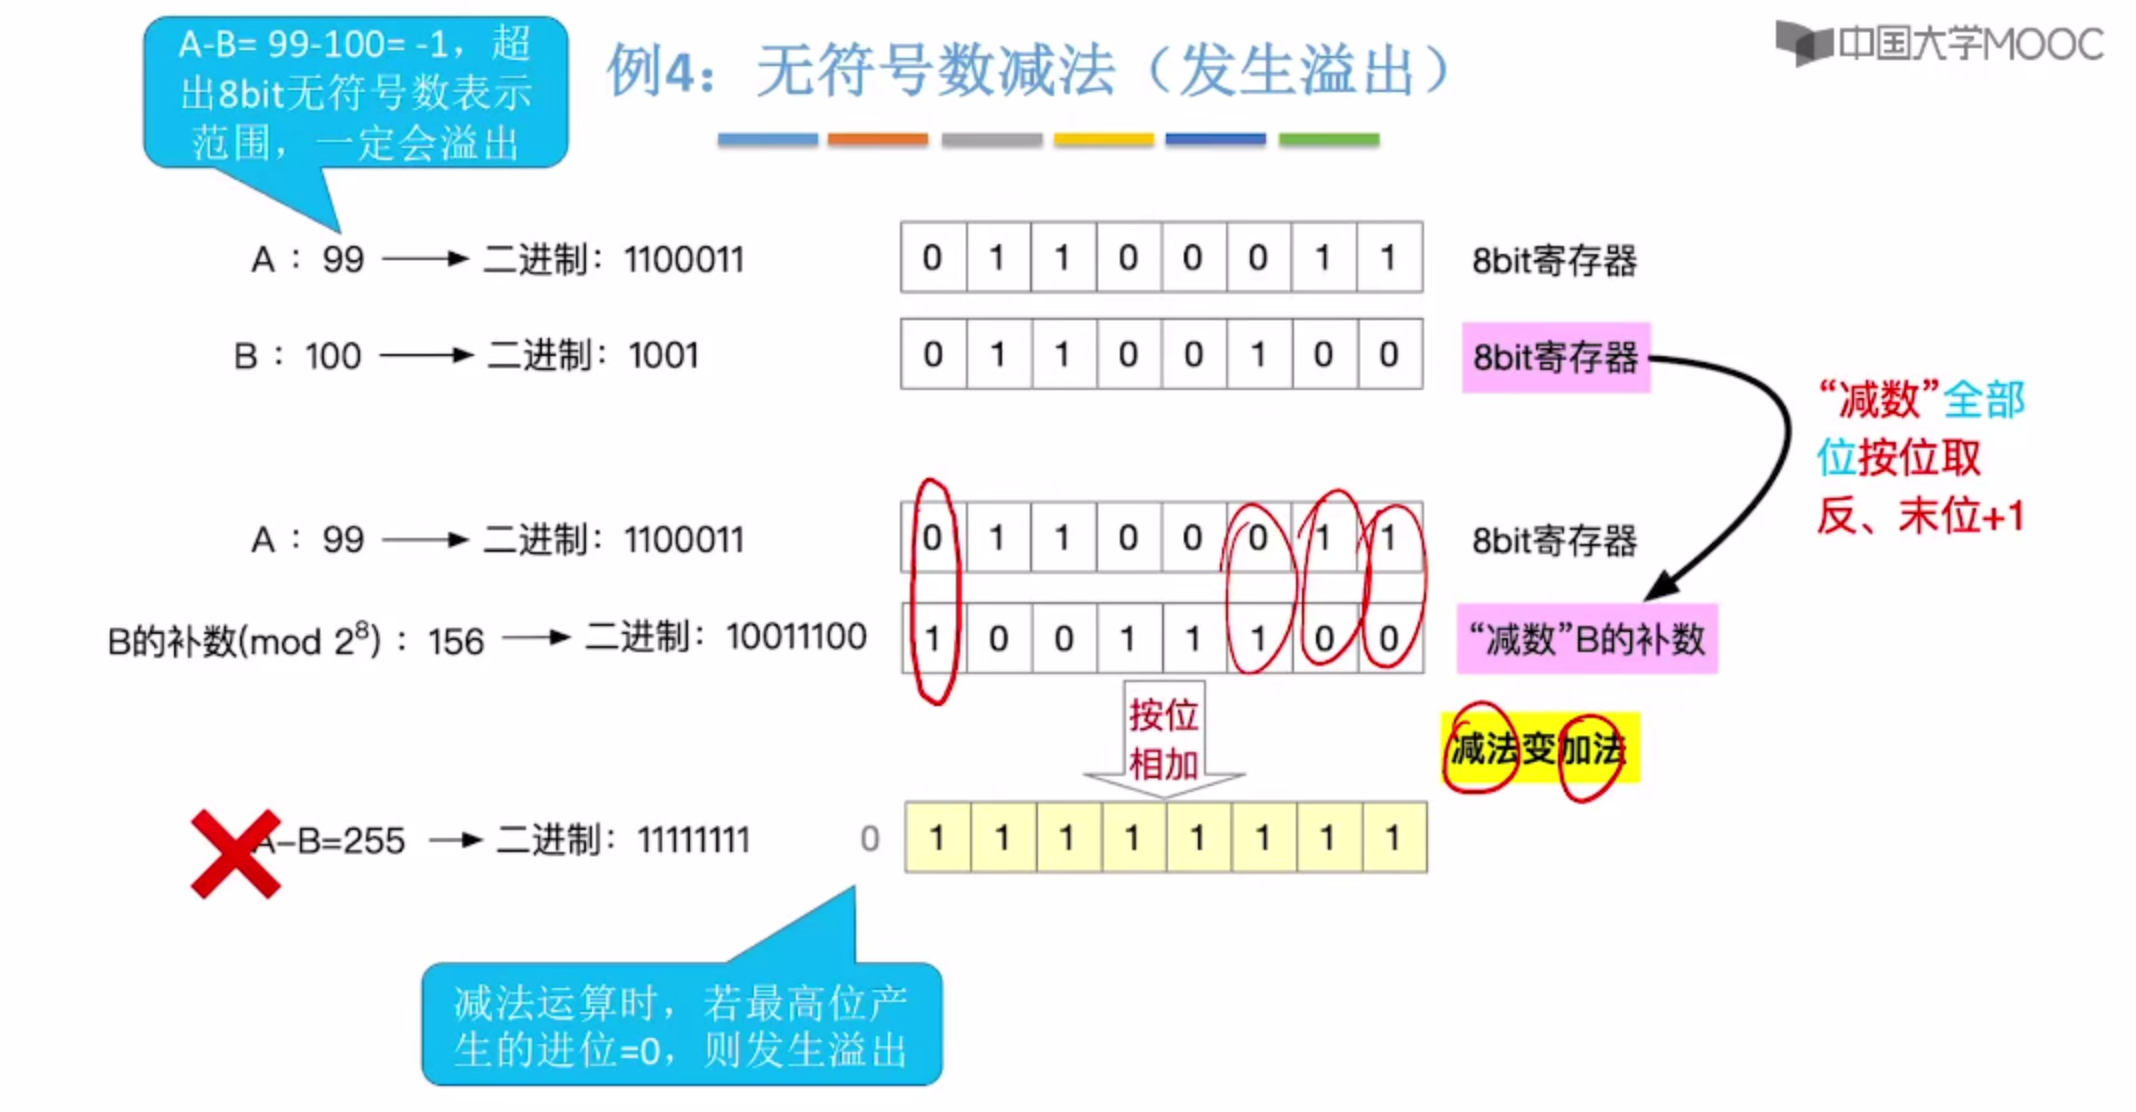 A-B= 99-100= -1，超
出8bit无符号数表示
范围，一定会溢出
例4：无符号数减法（发生溢出）
中国大学MOOC
A：99 → 二进制：1100011 0 1 1 0 0 0 1 1 8bit寄存器
B：100 → 二进制：1001 0 1 1 0 0 1 0 0 8bit寄存器
“减数”全部
位按位取
反、末位+1
A：99 → 二进制：1100011 0 1 1 0 0 0 1 1 8bit寄存器
B的补数(mod 2⁸)：156 → 二进制：10011100 1 0 0 1 1 1 0 0 “减数”B的补数
按位
相加
减法变加法
A-B=255 → 二进制：11111111 0 1 1 1 1 1 1 1 1
减法运算时，若最高位产
生的进位=0，则发生溢出